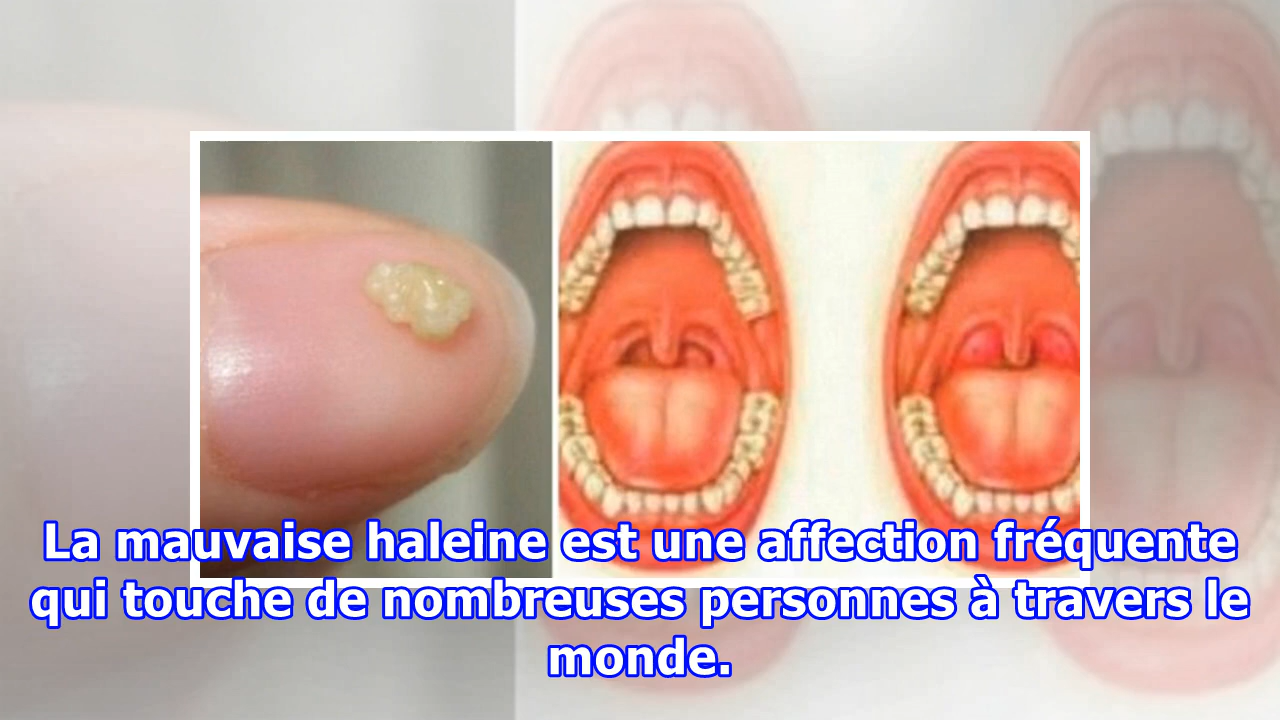 La mauvaise haleine est une affection fréquente
qui touche de nombreuses personnes à travers le
monde.